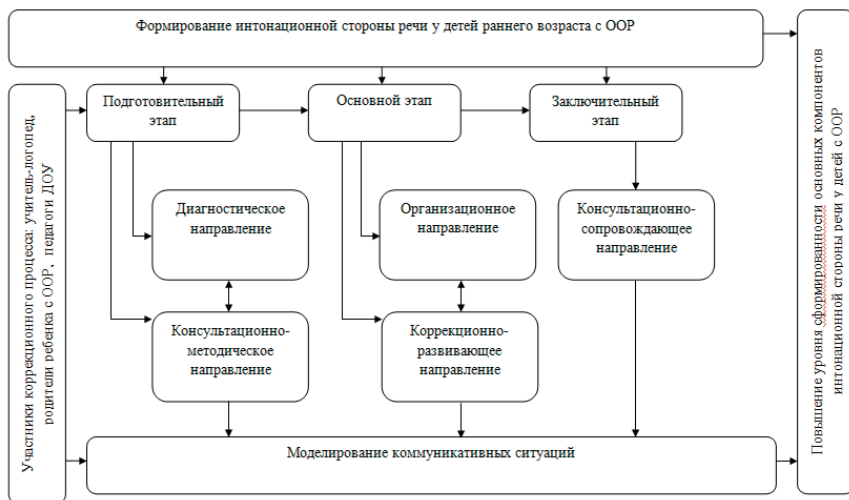 Формирование интонационной стороны речи у детей раннего возраста с ООР
Участники коррекционного процесса: учитель-логопед,
родители ребенка с ООР, педагоги ДОУ
Подготовительный
этап
Основной этап
Заключительный
этап
Диагностическое
направление
Организационное
направление
Консультационно-
сопровождающее
направление
Консультационно-
методическое
направление
Коррекционно-
развивающее
направление
Моделирование коммуникативных ситуаций
Повышение уровня сформированности основных компонентов
интонационной стороны речи у детей с ООР